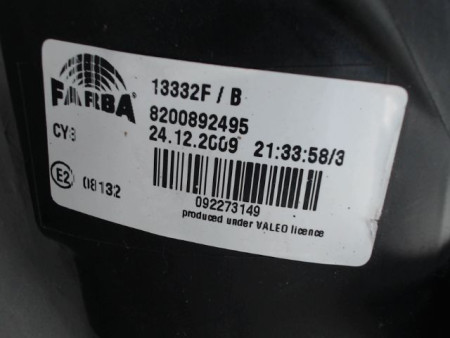 FARBA
13332F / B
8200892495
CY8
24.12.2009 21:33:58/3
E2 08132
092273149
produced under VALEO licence